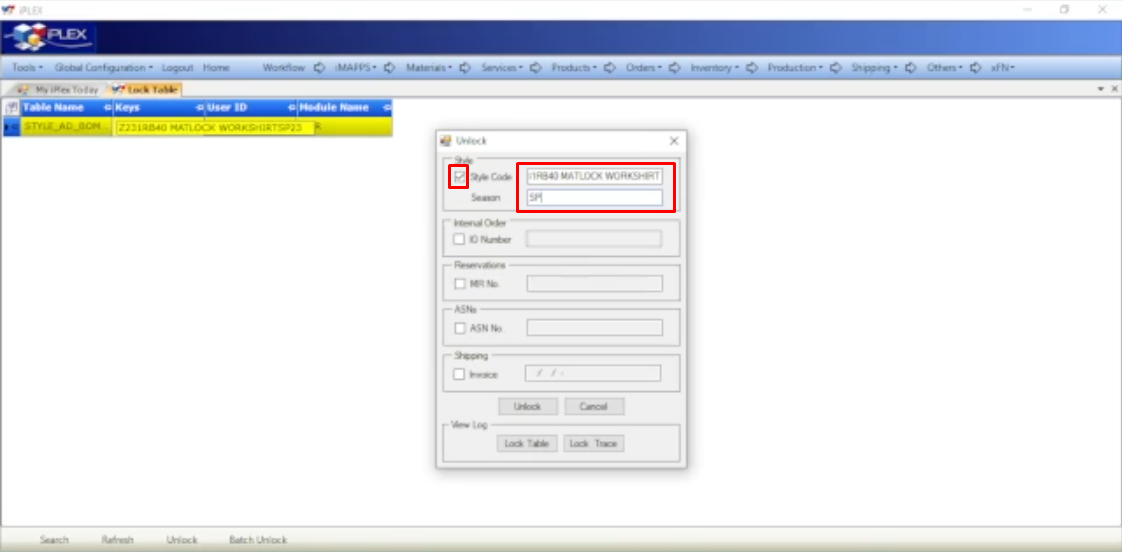 iPLEX
iPLEX
Tools Global Configuration Logout Home Workflow iMAPPS Materials Services Products Orders Inventory Production Shipping Others xFN
My iPlex Today Lock Table
Table Name Keys User ID Module Name
STYLE_AD_BOM... Z231RB40 MATLOCK WORKSHIRTSP23 R
Unlock
Style
Style Code 1RB40 MATLOCK WORKSHIRT
Season SP
Internal Order
IO Number
Reservations
MR No.
ASNs
ASN No.
Shipping
Invoice / / -
Unlock Cancel
View Log
Lock Table Lock Trace
Search Refresh Unlock Batch Unlock